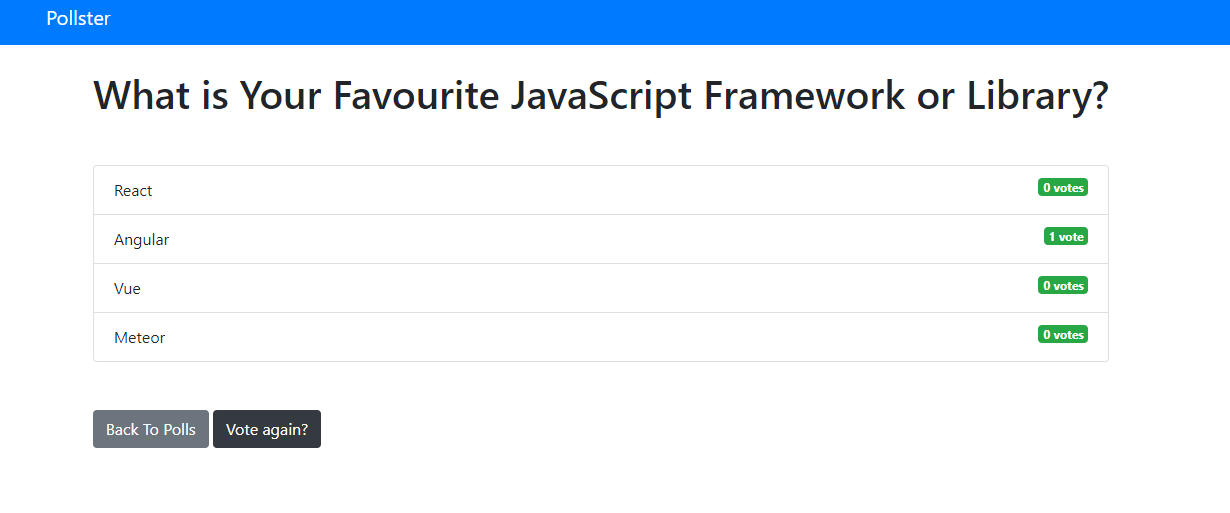 Pollster
What is Your Favourite JavaScript Framework or Library?
React 0 votes
Angular 1 vote
Vue 0 votes
Meteor 0 votes
Back To Polls Vote again?